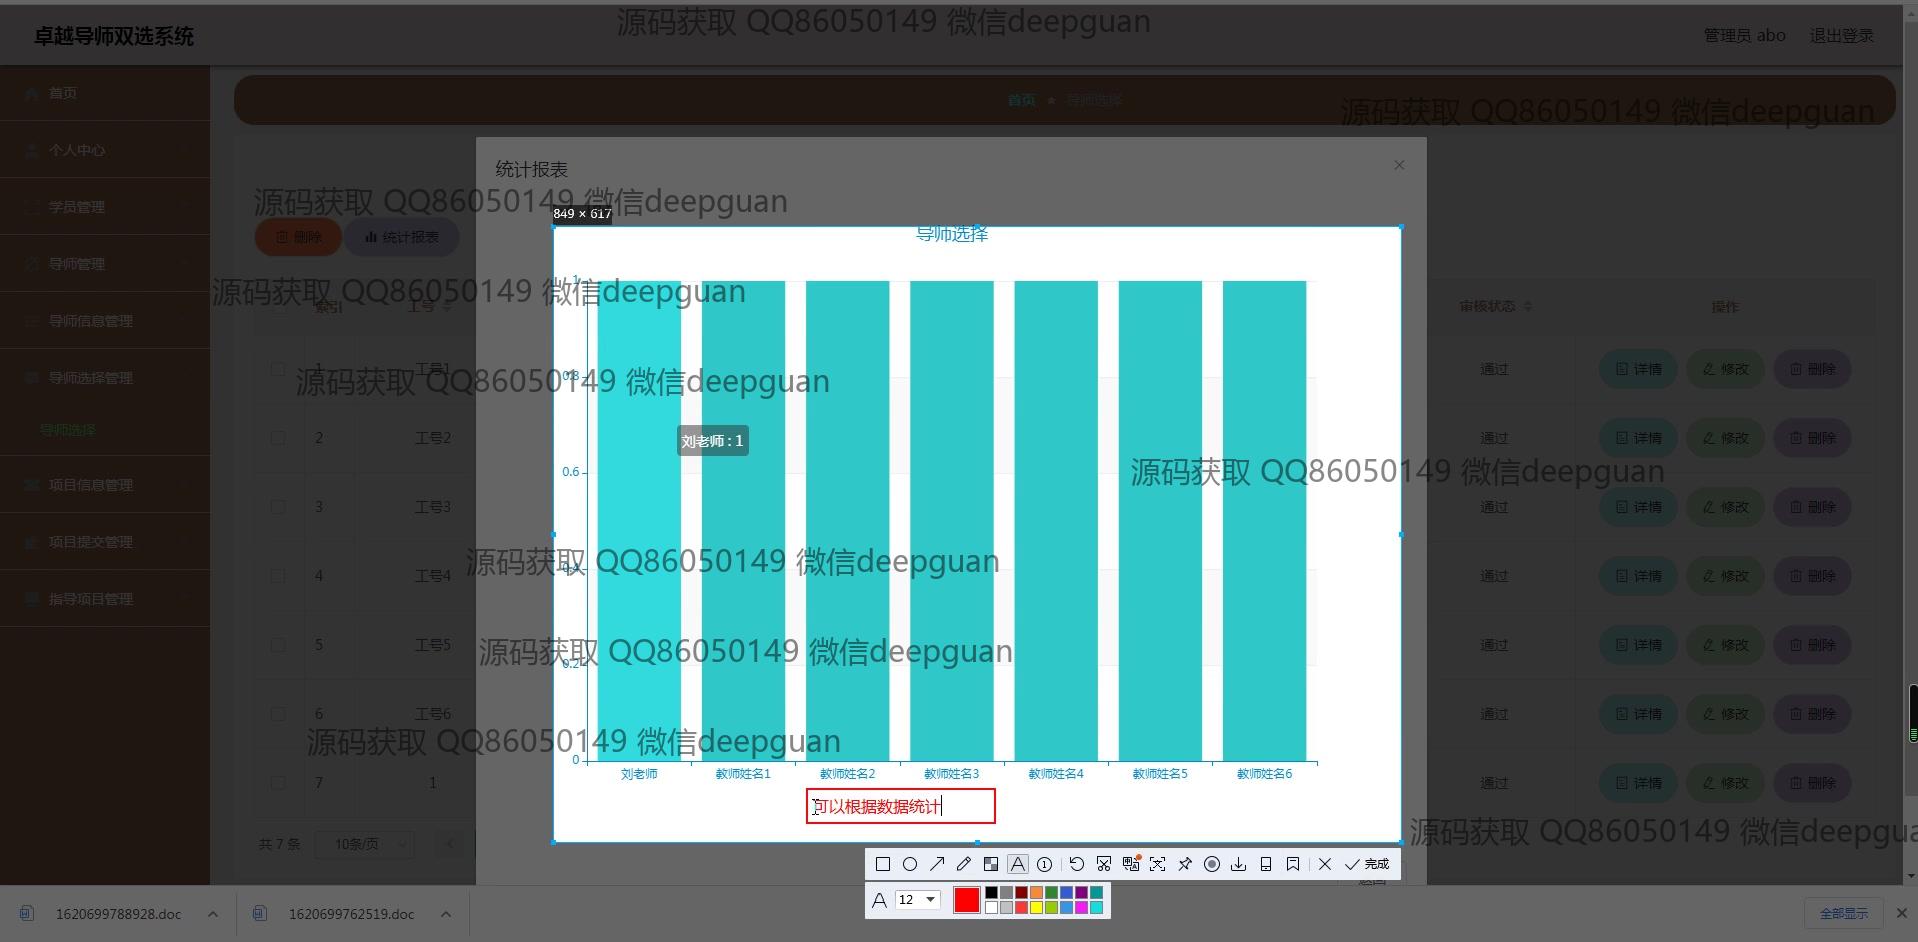 源码获取 QQ86050149 微信deepguan
卓越导师双选系统
管理员 abo
退出登录
首页
首页 导师选择
源码获取 QQ86050149 微信deepguan
个人中心
统计报表
学员管理
源码获取 QQ86050149 微信deepguan
849 × 617
删除
统计报表
导师选择
导师管理
源码获取 QQ86050149 微信deepguan
1
索引
工号
审核状态
操作
导师信息管理
1
工号1
通过
详情
修改
删除
导师选择管理
源码获取 QQ86050149 微信deepguan
0.8
导师选择
2
工号2
刘老师 : 1
通过
详情
修改
删除
0.6
源码获取 QQ86050149 微信deepguan
项目信息管理
3
工号3
通过
详情
修改
删除
项目提交管理
源码获取 QQ86050149 微信deepguan
0.4
4
工号4
通过
详情
修改
删除
指导项目管理
5
工号5
源码获取 QQ86050149 微信deepguan
0.2
通过
详情
修改
删除
6
工号6
通过
详情
修改
删除
源码获取 QQ86050149 微信deepguan
0
刘老师
教师姓名1
教师姓名2
教师姓名3
教师姓名4
教师姓名5
教师姓名6
7
1
通过
详情
修改
删除
可以根据数据统计
源码获取 QQ86050149 微信deepgua
共 7 条
10条/页
完成
返回
A
12
1620699788928.doc
1620699762519.doc
全部显示